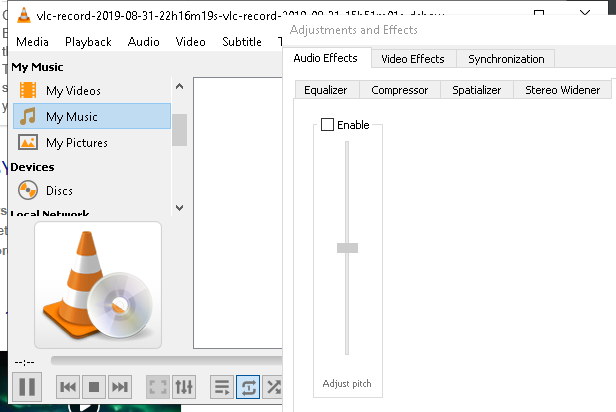 vlc-record-2019-08-31-22h16m19s-vlc-record-2019-08-31-15h51m01s-dshow
Media Playback Audio Video Subtitle T
Adjustments and Effects
Audio Effects Video Effects Synchronization
Equalizer Compressor Spatializer Stereo Widener
Enable
Adjust pitch
My Music
My Videos
My Music
My Pictures
Devices
Discs
Local Network
--:--